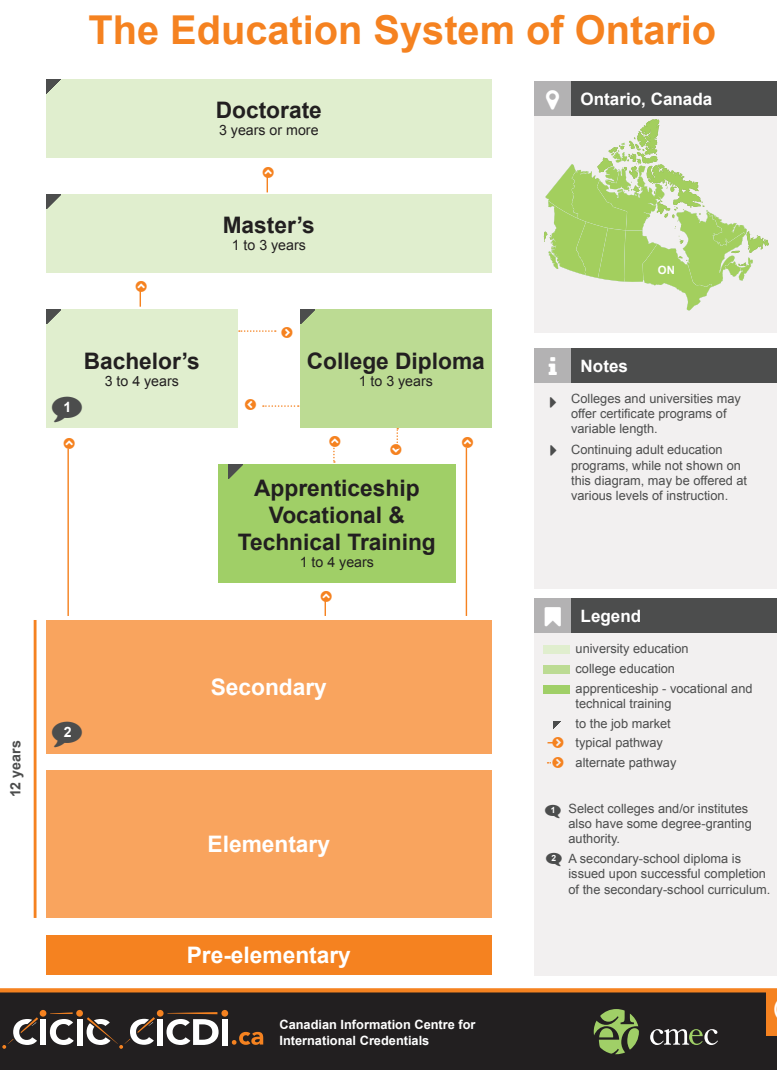 The Education System of Ontario
Doctorate
3 years or more
Master's
1 to 3 years
Bachelor's
3 to 4 years
1
College Diploma
1 to 3 years
Apprenticeship
Vocational &
Technical Training
1 to 4 years
Secondary
2
12 years
Elementary
Pre-elementary
Ontario, Canada
ON
Notes
Colleges and universities may
offer certificate programs of
variable length.
Continuing adult education
programs, while not shown on
this diagram, may be offered at
various levels of instruction.
Legend
university education
college education
apprenticeship - vocational and
technical training
to the job market
typical pathway
alternate pathway
1 Select colleges and/or institutes
also have some degree-granting
authority.
2 A secondary-school diploma is
issued upon successful completion
of the secondary-school curriculum.
CICIC CICDI.ca
Canadian Information Centre for
International Credentials
cmec